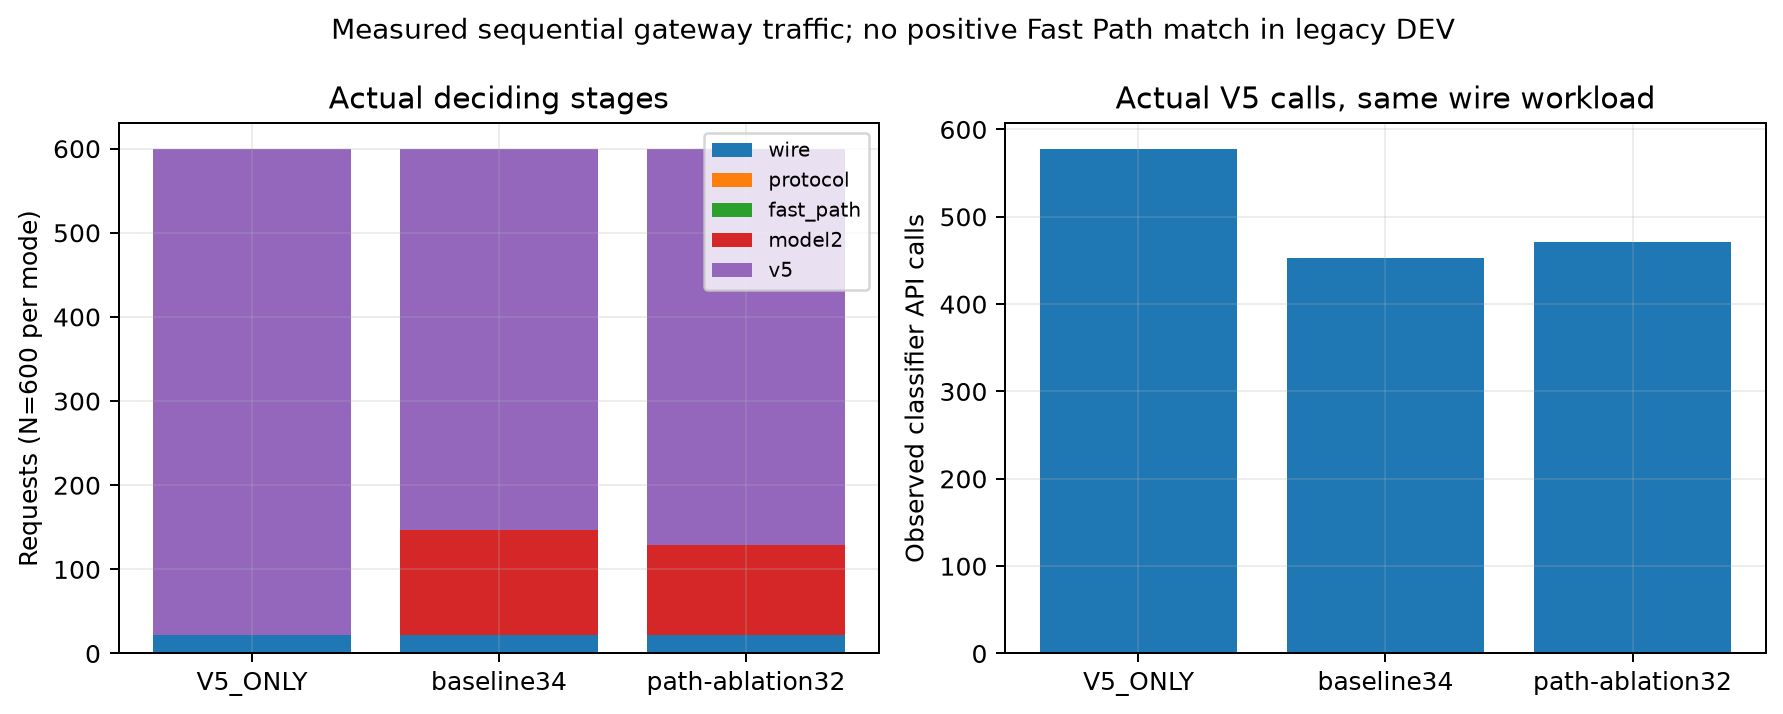 Measured sequential gateway traffic; no positive Fast Path match in legacy DEV
Actual deciding stages
Requests (N=600 per mode)
600
500
400
300
200
100
0
wire
protocol
fast_path
model2
v5
V5_ONLY
baseline34
path-ablation32
Actual V5 calls, same wire workload
Observed classifier API calls
600
500
400
300
200
100
0
V5_ONLY
baseline34
path-ablation32